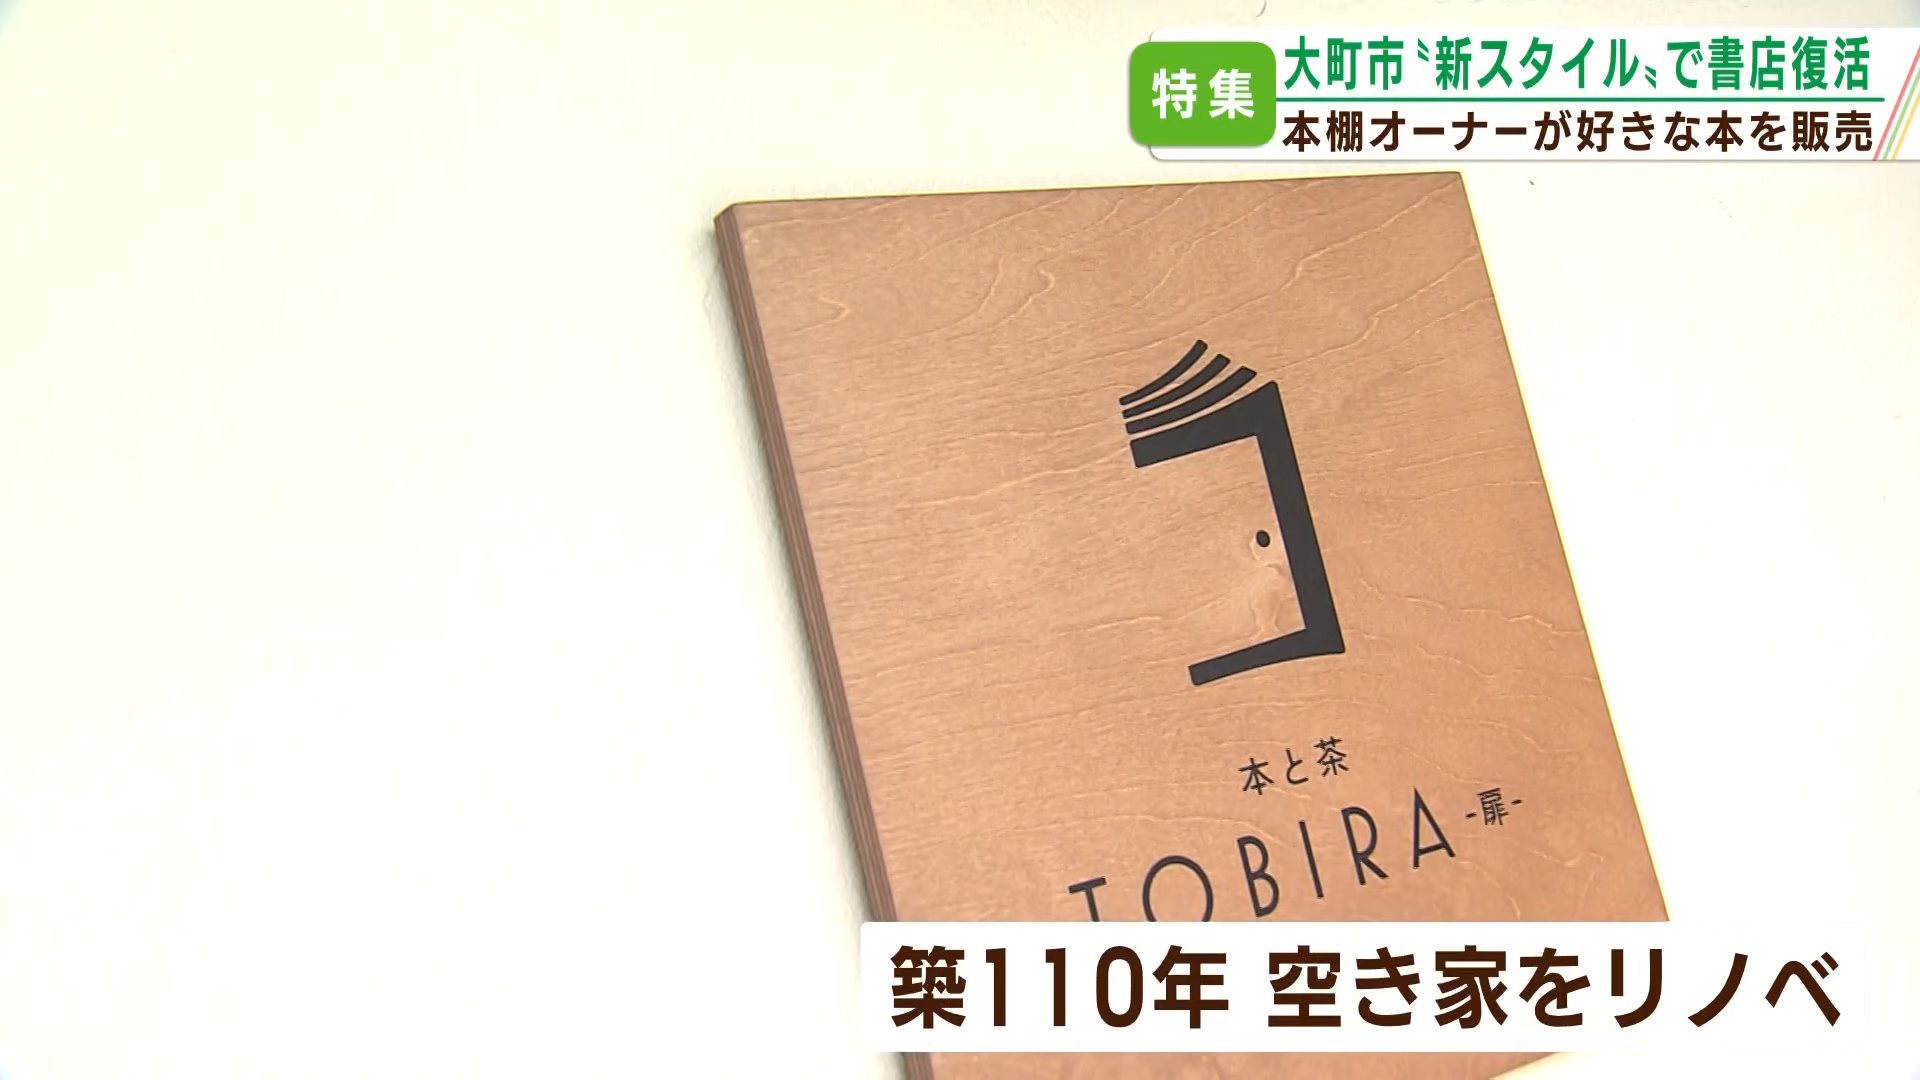 特集
大町市〝新スタイル〟で書店復活
本棚オーナーが好きな本を販売
本と茶
TOBIRA -扉-
築110年 空き家をリノベ